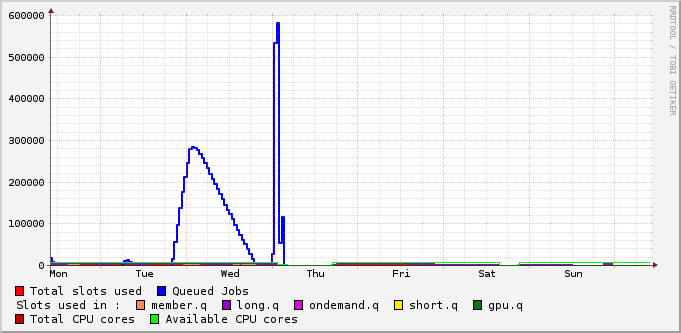 RRDTOOL / TOBI OETIKER
600000
500000
400000
300000
200000
100000
0
Mon Tue Wed Thu Fri Sat Sun
Total slots used Queued Jobs
Slots used in : member.q long.q ondemand.q short.q gpu.q
Total CPU cores Available CPU cores